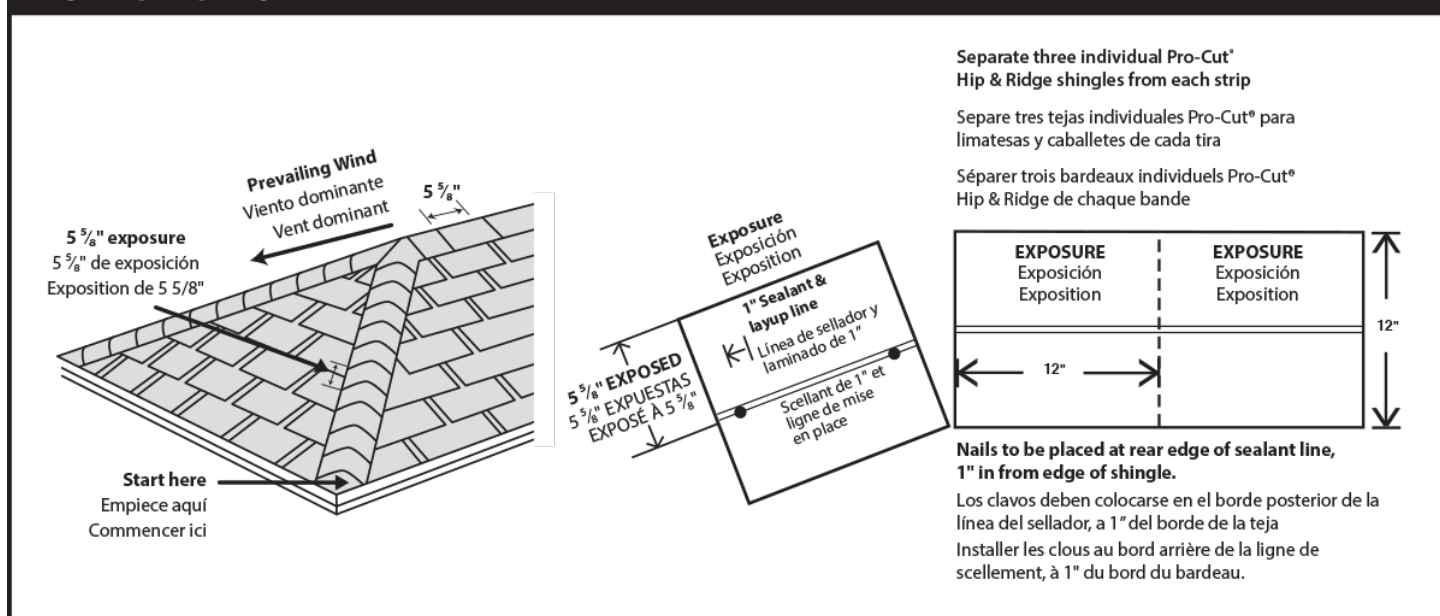 Prevailing Wind
Viento dominante
Vent dominant
5 ⁵⁄₈"
5 ⁵⁄₈" exposure
5 ⁵⁄₈" de exposición
Exposition de 5 5/8"
Start here
Empiece aquí
Commencer ici
Exposure
Exposición
Exposition
1" Sealant &
layup line
Línea de sellador y
laminado de 1"
Scellant de 1" et
ligne de mise
en place
5 ⁵⁄₈" EXPOSED
5 ⁵⁄₈" EXPUESTAS
EXPOSÉ À 5 ⁵⁄₈"
Separate three individual Pro-Cut®
Hip & Ridge shingles from each strip
Separe tres tejas individuales Pro-Cut® para
limatesas y caballetes de cada tira
Séparer trois bardeaux individuels Pro-Cut®
Hip & Ridge de chaque bande
EXPOSURE
Exposición
Exposition
EXPOSURE
Exposición
Exposition
12"
12"
Nails to be placed at rear edge of sealant line,
1" in from edge of shingle.
Los clavos deben colocarse en el borde posterior de la
línea del sellador, a 1" del borde de la teja
Installer les clous au bord arrière de la ligne de
scellement, à 1" du bord du bardeau.